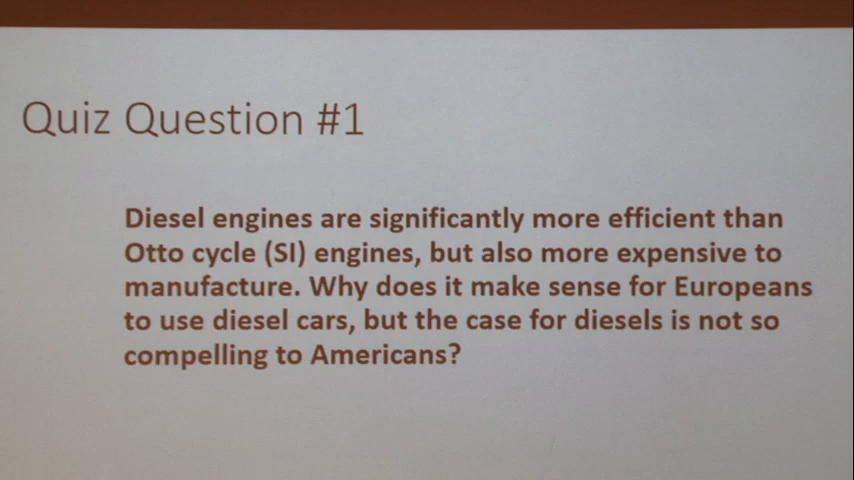 Quiz Question #1
Diesel engines are significantly more efficient than
Otto cycle (SI) engines, but also more expensive to
manufacture. Why does it make sense for Europeans
to use diesel cars, but the case for diesels is not so
compelling to Americans?